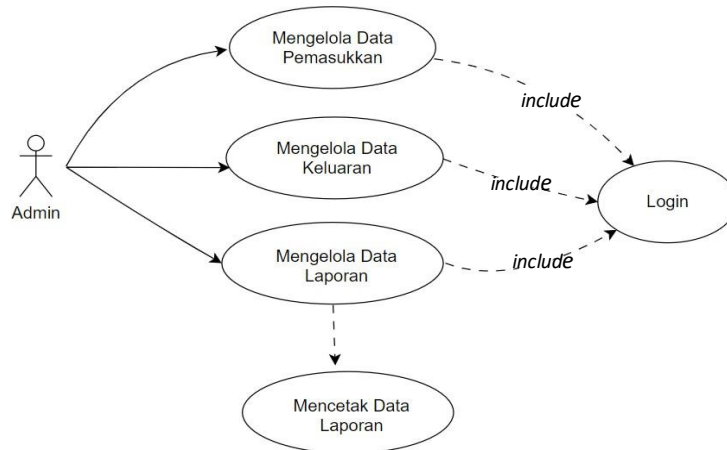 Mengelola Data
Pemasukkan
include
Mengelola Data
Keluaran
include
Login
Admin
Mengelola Data
Laporan
include
Mencetak Data
Laporan